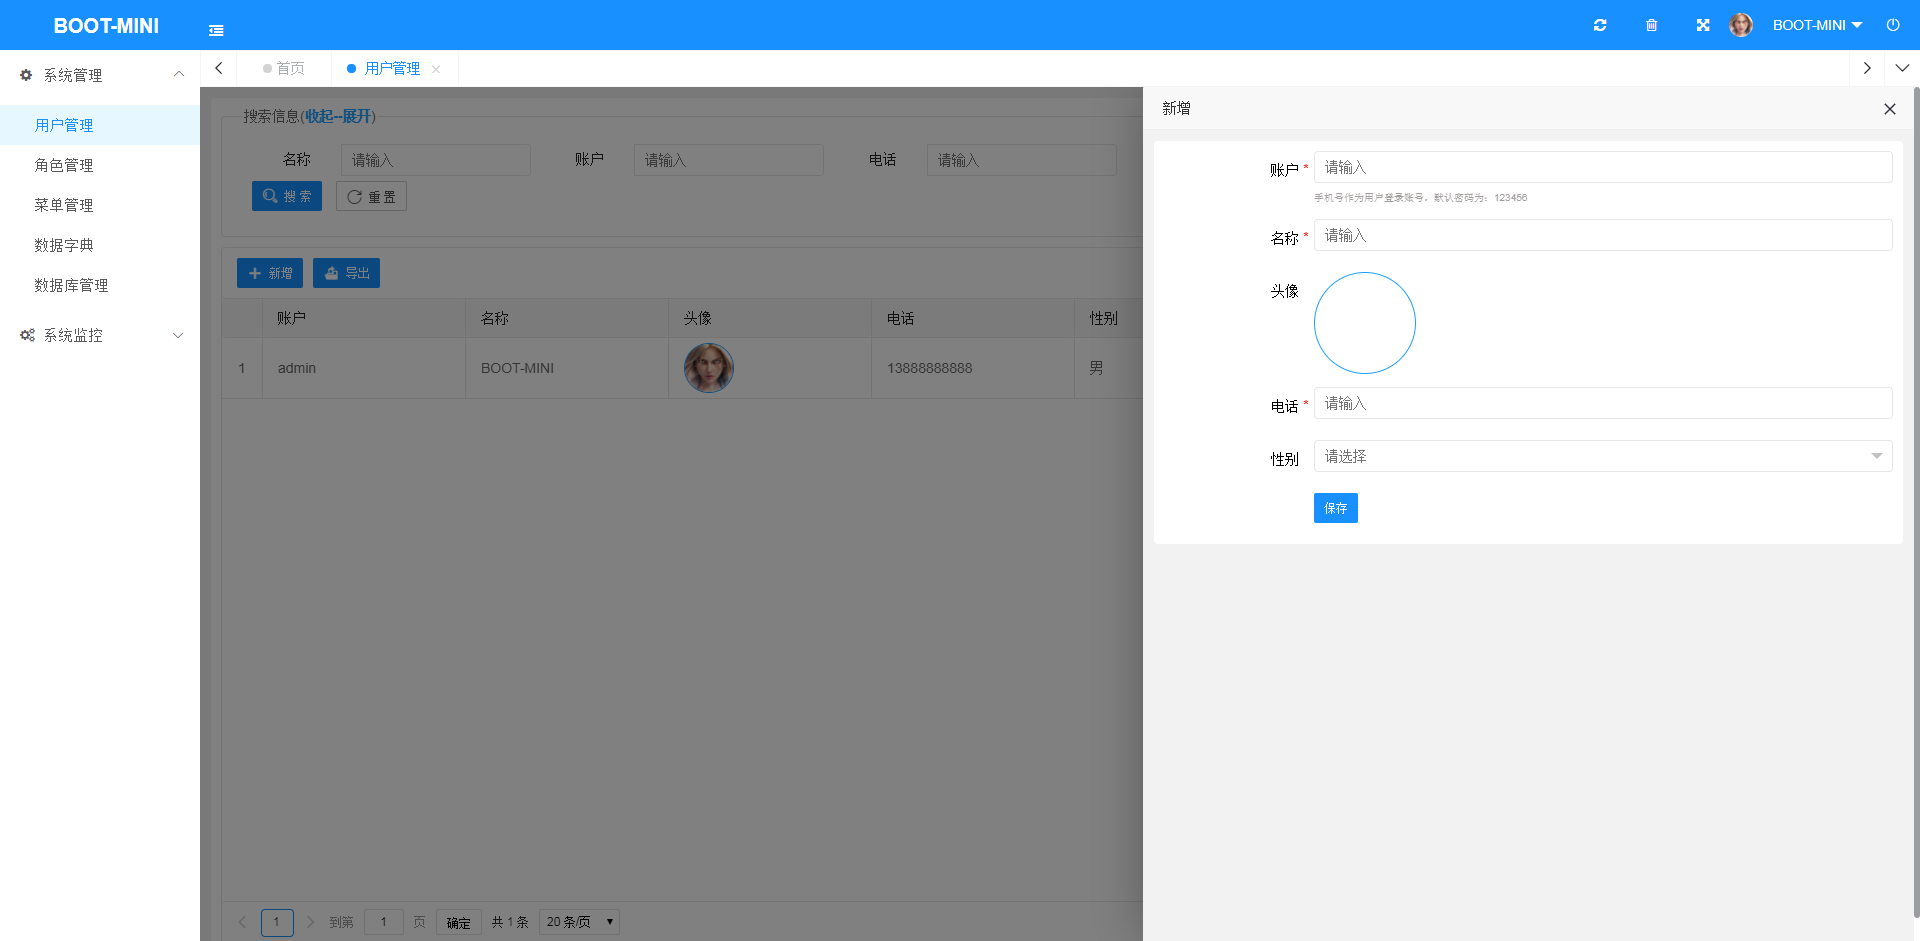 BOOT-MINI
BOOT-MINI
系统管理
用户管理
角色管理
菜单管理
数据字典
数据库管理
系统监控
首页
用户管理
搜索信息(收起--展开)
名称 请输入 账户 请输入 电话 请输入
搜 索 重 置
新增 导出
账户 名称 头像 电话 性别
1 admin BOOT-MINI 13888888888 男
1 到第 1 页 确定 共 1 条 20 条/页
新增
账户 * 请输入
手机号作为用户登录账号，默认密码为：123456
名称 * 请输入
头像
电话 * 请输入
性别 请选择
保存